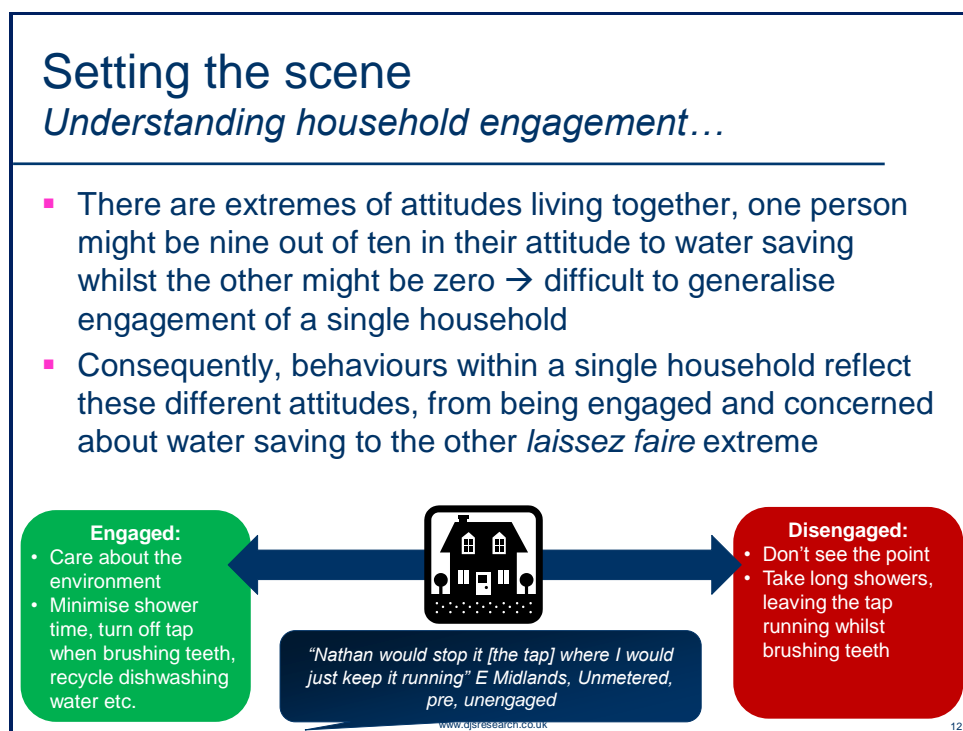 Setting the scene
Understanding household engagement…
▪ There are extremes of attitudes living together, one person
might be nine out of ten in their attitude to water saving
whilst the other might be zero → difficult to generalise
engagement of a single household
▪ Consequently, behaviours within a single household reflect
these different attitudes, from being engaged and concerned
about water saving to the other laissez faire extreme
Engaged:
• Care about the
environment
• Minimise shower
time, turn off tap
when brushing teeth,
recycle dishwashing
water etc.
“Nathan would stop it [the tap] where I would
just keep it running” E Midlands, Unmetered,
pre, unengaged
Disengaged:
• Don’t see the point
• Take long showers,
leaving the tap
running whilst
brushing teeth
www.djsresearch.co.uk
12